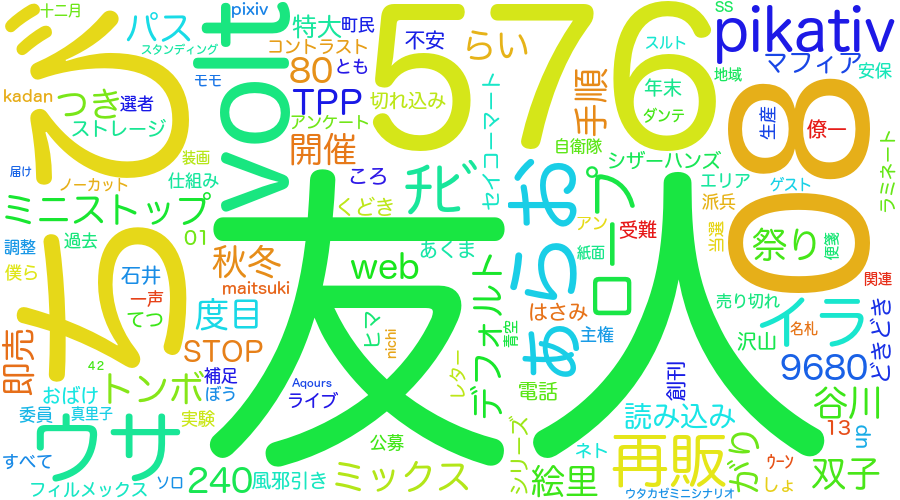 十二月
pixiv
特大
町民
576
pikativ
パス
スタンディング
volt
コントラスト
不安
らい
SS
スルト
マフィア
安保
地域
モモ
80
とも
kadan
つき
選者
TPP
切れ込み
手順
年末
ダンテ
08
生産
僚一
ストレージ
アンケート
開催
セイコーマート
自衛隊
シザーハンズ
ラミネート
届け
装画
ノーカット
仕組み
ころ
チビ
あらお
ロープ
エリア
ゲスト
派兵
ミニストップ
くどき
友人
アン
受難
当選
祭り
便箋
01
調整
過去
あくま
紙面
僕ら
石井
秋冬
web
maitsuki
デフォルト
関連
一声
てつ
度目
はさみ
主権
売り切れ
イラ
どきどき
名札
沢山
ヒマ
nichi
青空
即売
STOP
42
トンボ
補足
Aqours
ライブ
レター
電話
創刊
9680
おばけ
ぼう
谷川
委員
真里子
実験
読み込み
13
up
ウサ
公募
シリーズ
ネト
再販
がり
ウーン
すべて
ソロ
240
風邪引き
ミックス
絵里
しょ
双子
フィルメックス
ウタカゼミニシナリオ